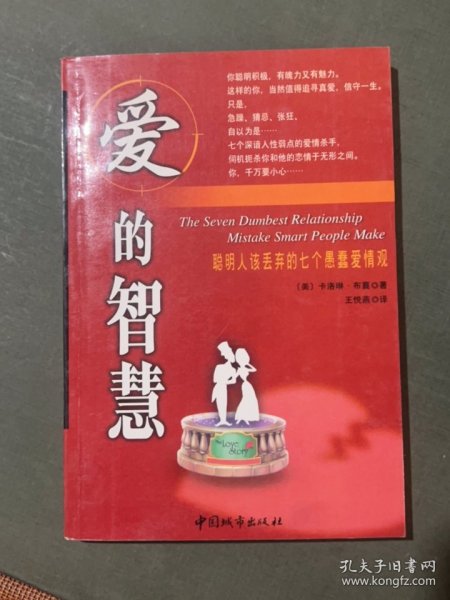 你聪明积极，有魄力又有魅力。
这样的你，当然值得追寻真爱，信守一生。
只是，
急躁、猜忌、张狂、
自以为是……
七个深谙人性弱点的爱情杀手，
伺机扼杀你和他的恋情于无形之间。
你，千万要小心……
爱的智慧
The Seven Dumbest Relationship
Mistake Smart People Make
聪明人该丢弃的七个愚蠢爱情观
（美）卡洛琳·布蕞◎著
王悦燕◎译
The Love
Story
中国城市出版社
孔夫子旧书网
www.kongfz.com